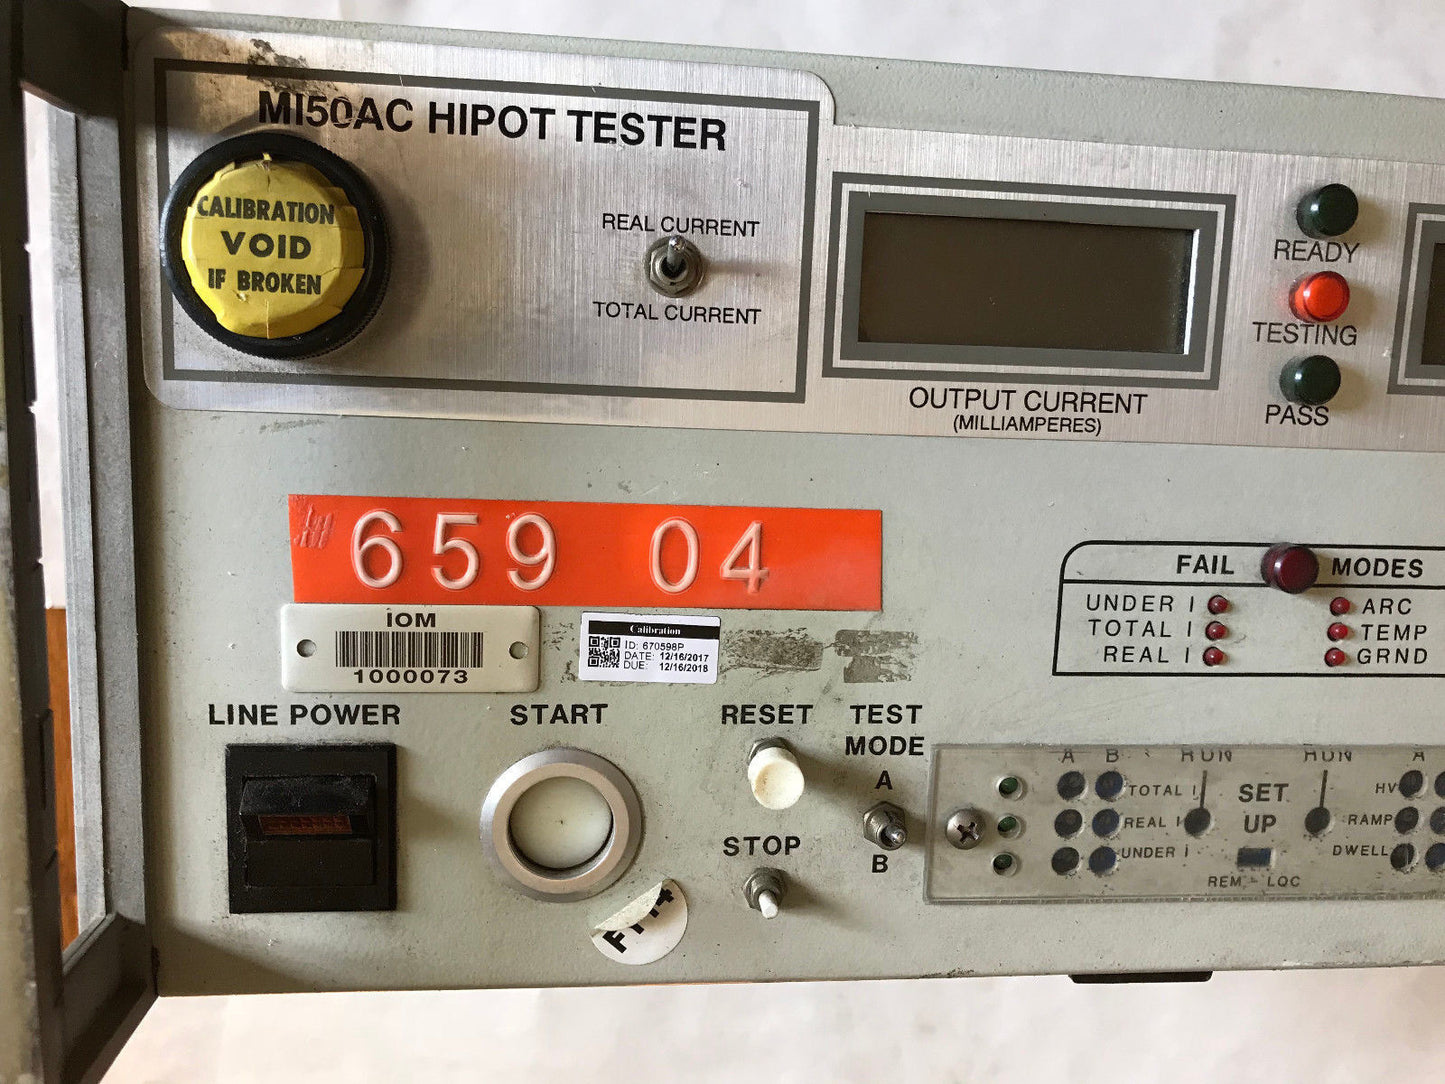 MI50AC HIPOT TESTER
CALIBRATION
VOID
IF BROKEN
REAL CURRENT
TOTAL CURRENT
OUTPUT CURRENT
(MILLIAMPERES)
READY
TESTING
PASS
659 04
IOM
1000073
Calibration
ID: 670598P
DATE: 12/16/2017
DUE: 12/16/2018
FAIL MODES
UNDER I
TOTAL I
REAL I
ARC
TEMP
GRND
LINE POWER
START
RESET
STOP
TEST
MODE
A
B
A B RUN RUN A
TOTAL I
REAL I
UNDER I
SET
UP
REM - LOC
HV
RAMP
DWELL